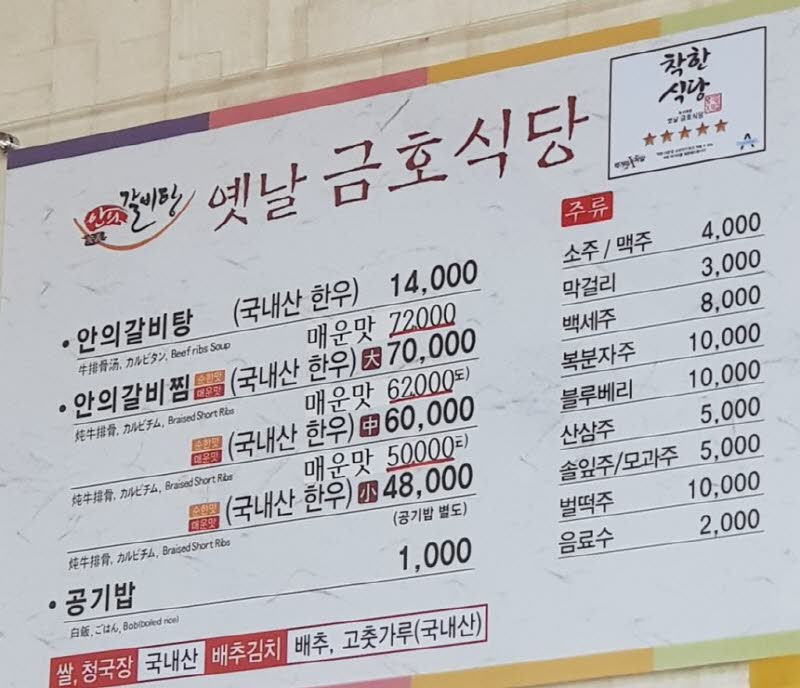 착한
식당
옛날 금호식당
안의 갈비탕 옛날 금호식당
• 안의갈비탕 (국내산 한우) 14,000
牛排骨汤, カルビタン, Beef ribs Soup
매운맛 72000
• 안의갈비찜 순한맛 매운맛 (국내산 한우) 大 70,000
炖牛排骨, カルビチム, Braised Short Ribs
매운맛 62000
순한맛 매운맛 (국내산 한우) 中 60,000
炖牛排骨, カルビチム, Braised Short Ribs
매운맛 50000
순한맛 매운맛 (국내산 한우) 小 48,000
(공기밥 별도)
炖牛排骨, カルビチム, Braised Short Ribs
• 공기밥 1,000
白飯, ごはん, Bob(boiled rice)
쌀, 청국장 국내산 배추김치 배추, 고춧가루(국내산)
주류
소주 / 맥주 4,000
막걸리 3,000
백세주 8,000
복분자주 10,000
블루베리 10,000
산삼주 5,000
솔잎주/모과주 5,000
벌떡주 10,000
음료수 2,000